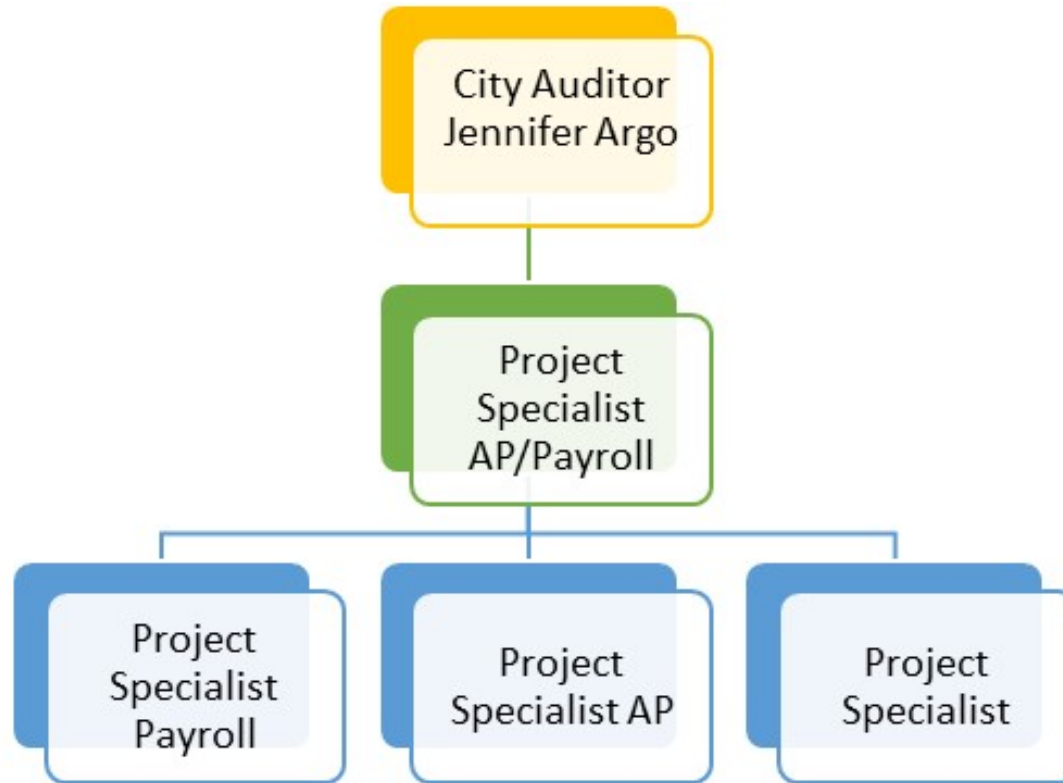 City Auditor
Jennifer Argo
Project
Specialist
AP/Payroll
Project
Specialist
Payroll
Project
Specialist AP
Project
Specialist